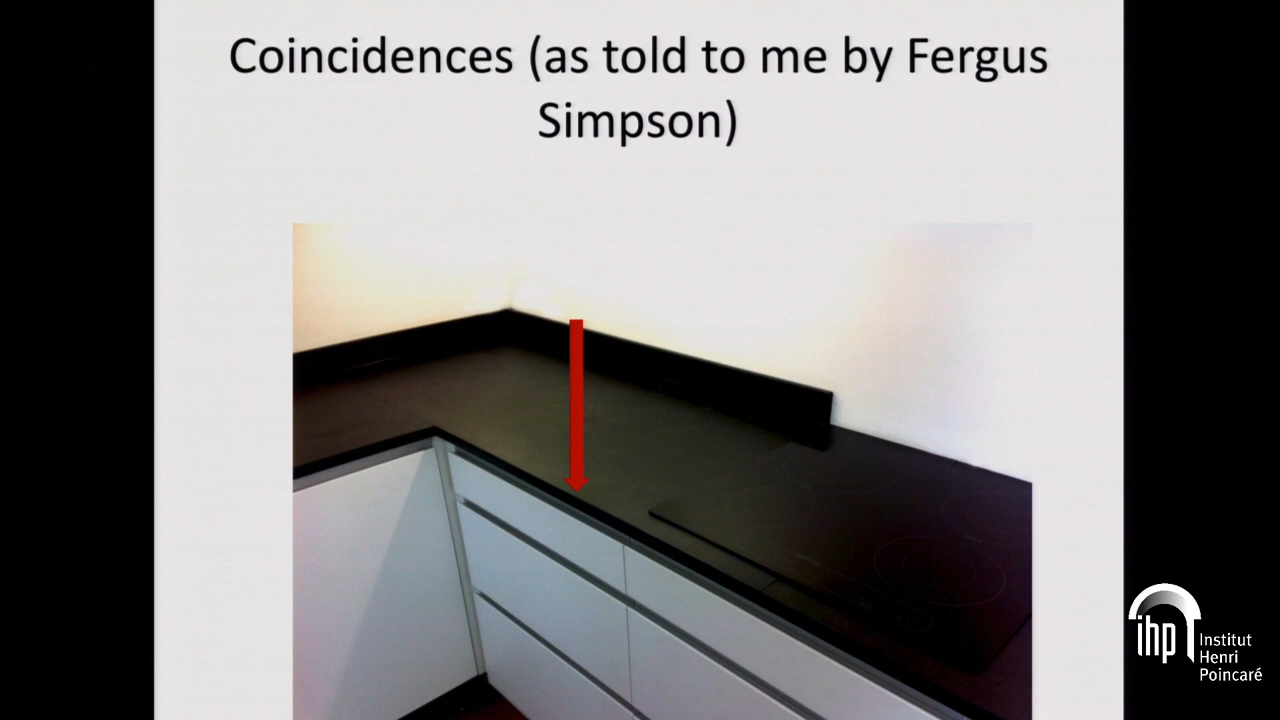 Coincidences (as told to me by Fergus
Simpson)
ihp
Institut
Henri
Poincaré